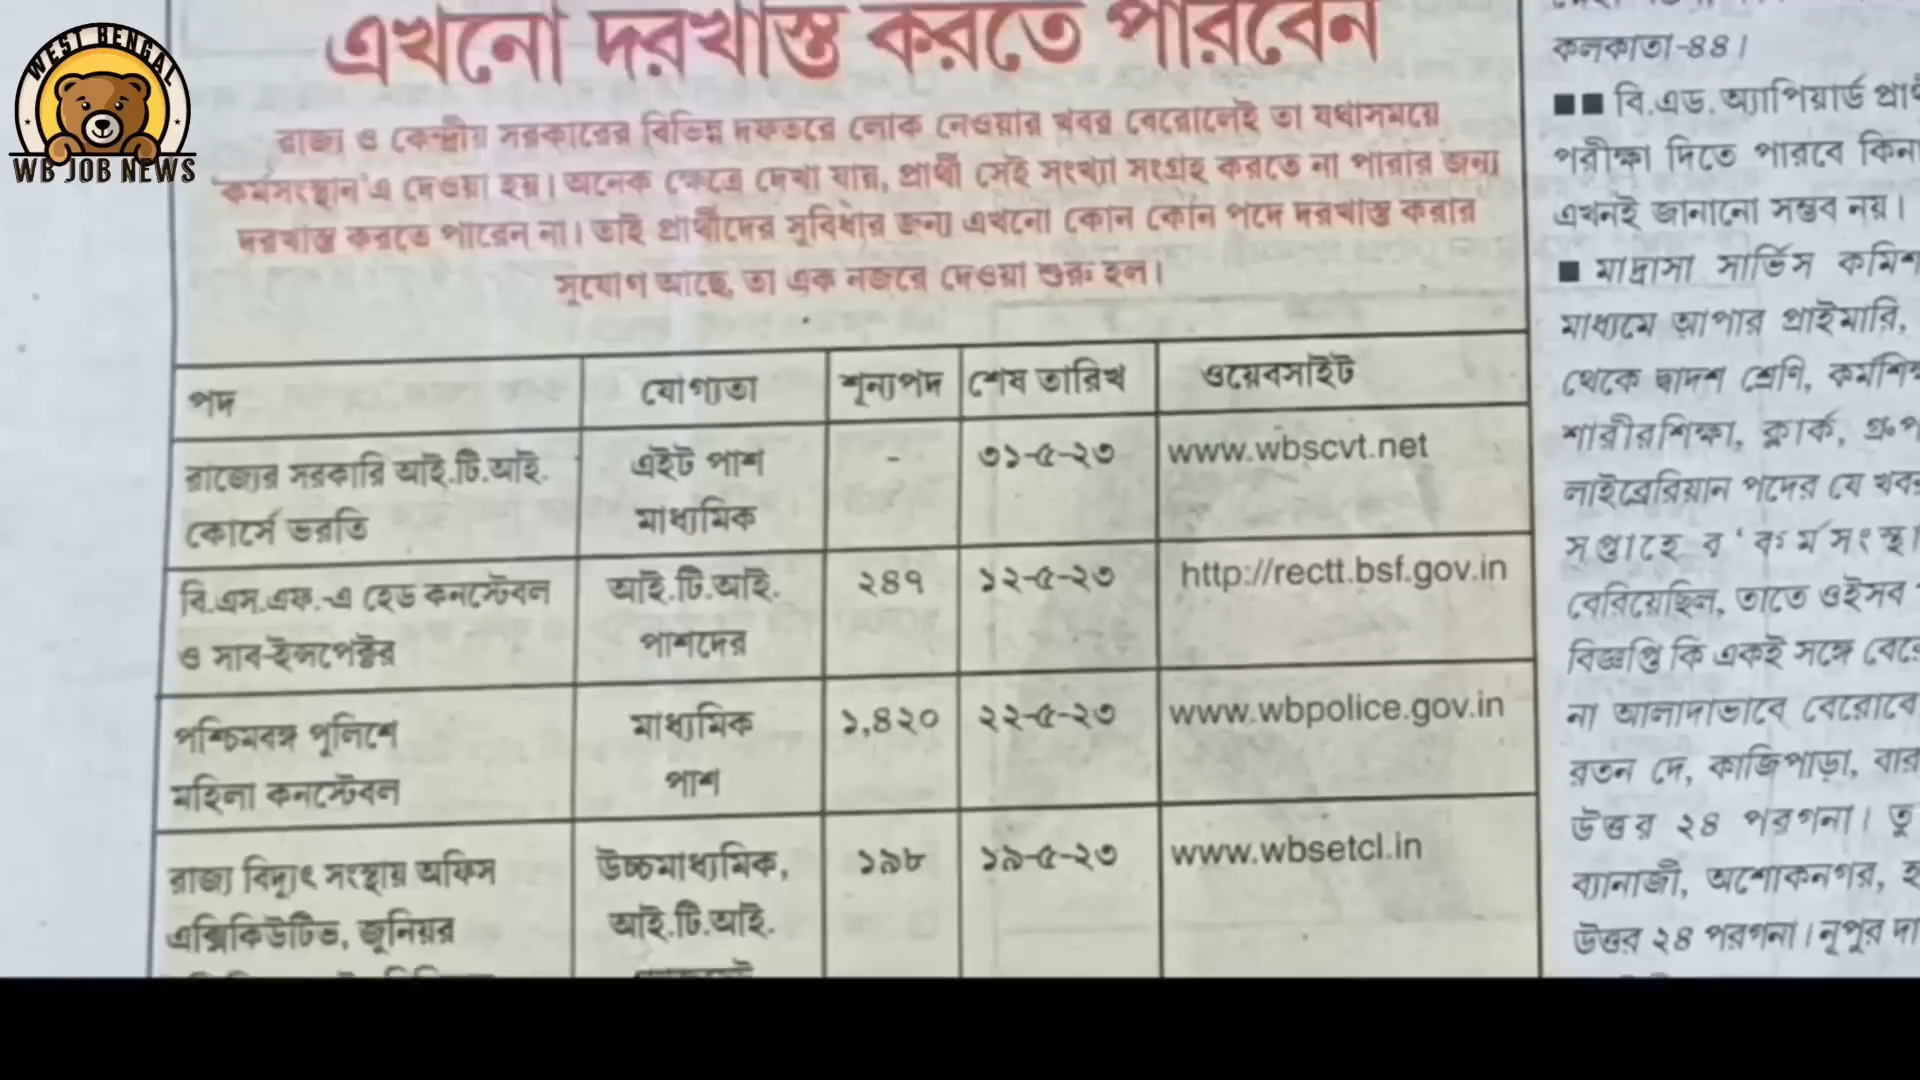 WEST BENGAL
WB JOB NEWS
এখনো দরখাস্ত করতে পারবেন
রাজ্য ও কেন্দ্রীয় সরকারের বিভিন্ন দফতরে লোক নেওয়ার খবর বেরোলেই তা যথাসময়ে
'কর্মসংস্থান'এ দেওয়া হয়। অনেক ক্ষেত্রে দেখা যায়, প্রার্থী সেই সংখ্যা সংগ্রহ করতে না পারার জন্য
দরখাস্ত করতে পারেন না। তাই প্রার্থীদের সুবিধার জন্য এখনো কোন কোন পদে দরখাস্ত করার
সুযোগ আছে, তা এক নজরে দেওয়া শুরু হল।
পদ যোগ্যতা শূন্যপদ শেষ তারিখ ওয়েবসাইট
রাজ্যের সরকারি আই.টি.আই. এইট পাশ - ৩১-৫-২৩ www.wbscvt.net
কোর্সে ভরতি মাধ্যমিক
বি.এস.এফ.-এ হেড কনস্টেবল আই.টি.আই. ২৪৭ ১২-৫-২৩ http://rectt.bsf.gov.in
ও সাব-ইন্সপেক্টর পাশদের
পশ্চিমবঙ্গ পুলিশে মাধ্যমিক ১,৪২০ ২২-৫-২৩ www.wbpolice.gov.in
মহিলা কনস্টেবল পাশ
রাজ্য বিদ্যুৎ সংস্থায় অফিস উচ্চমাধ্যমিক, ১৯৮ ১৯-৫-২৩ www.wbsetcl.in
এক্সিকিউটিভ, জুনিয়র আই.টি.আই.
কলকাতা-৪৪।
■■ বি.এড. অ্যাপিয়ার্ড
পরীক্ষা দিতে পারবে কিনা
এখনই জানানো সম্ভব নয়।
■ মাদ্রাসা সার্ভিস
মাধ্যমে আপার প্রাইমারি,
থেকে দ্বাদশ শ্রেণি,
শারীরশিক্ষা, ক্লার্ক, গ্রুপ
লাইব্রেরিয়ান পদের যে
সপ্তাহে র
বেরিয়েছিল, তাতে ওইসব
বিজ্ঞপ্তি কি একই সঙ্গে
না আলাদাভাবে বেরোবে
রতন দে, কাজিপাড়া,
উত্তর ২৪ পরগনা।
ব্যানার্জী, অশোকনগর,
উত্তর ২৪ পরগনা। নূপুর